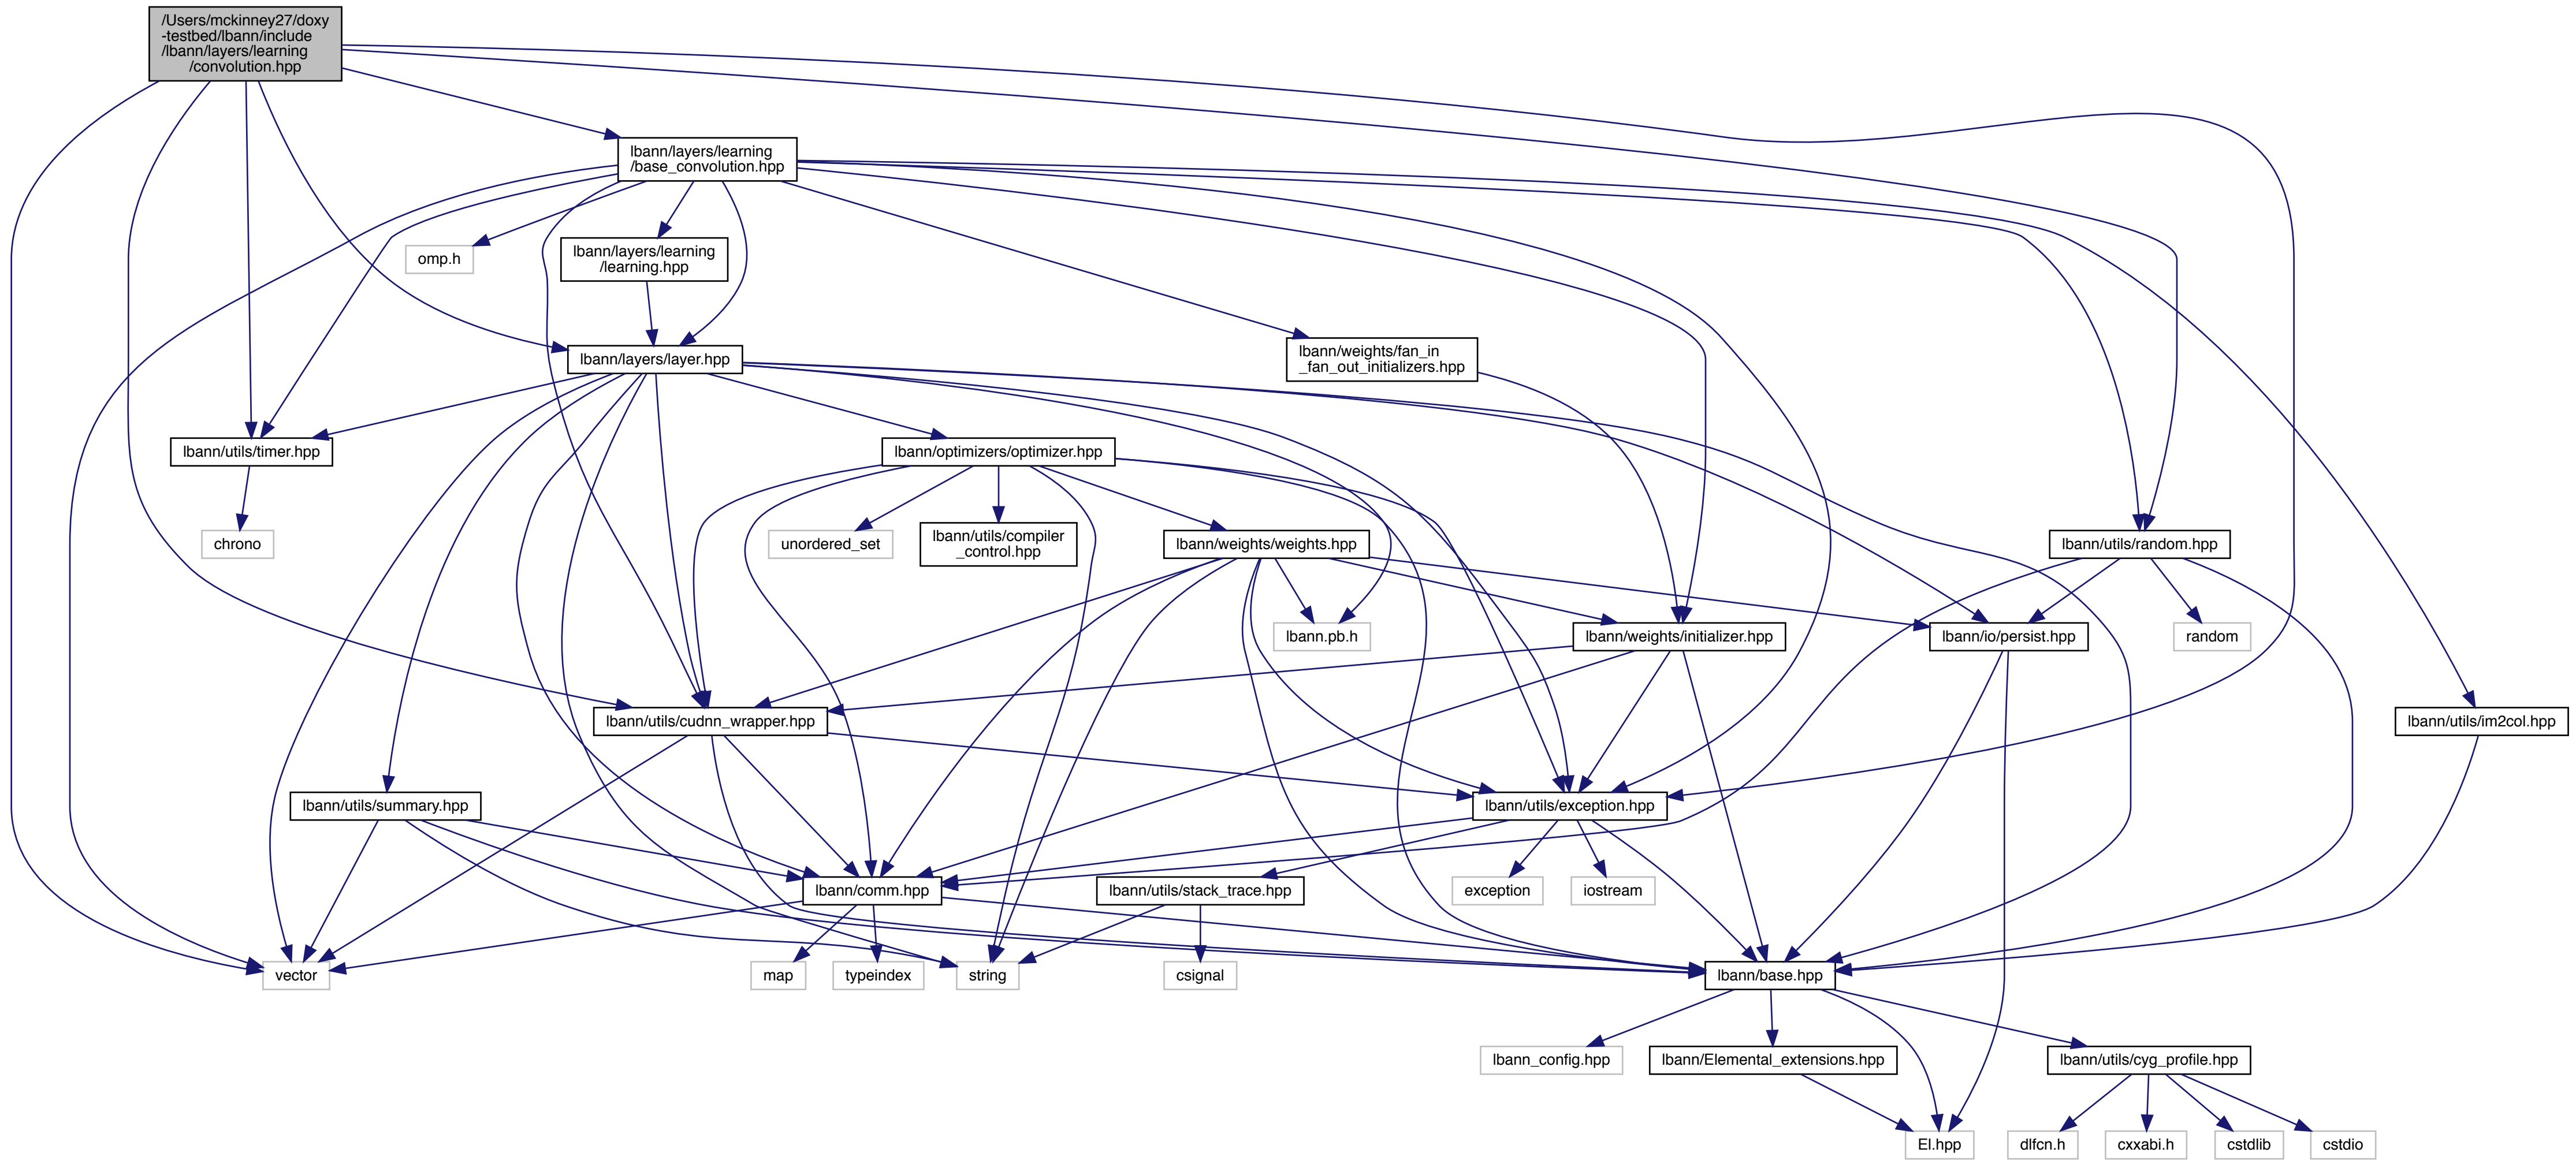 /Users/mckinney27/doxy
-testbed/lbann/include
/lbann/layers/learning
/convolution.hpp
lbann/layers/learning
/base_convolution.hpp
omp.h
lbann/layers/learning
/learning.hpp
lbann/layers/layer.hpp
lbann/weights/fan_in
_fan_out_initializers.hpp
lbann/utils/timer.hpp
lbann/optimizers/optimizer.hpp
chrono
unordered_set
lbann/utils/compiler
_control.hpp
lbann/weights/weights.hpp
lbann/utils/random.hpp
lbann.pb.h
lbann/weights/initializer.hpp
lbann/io/persist.hpp
random
lbann/utils/cudnn_wrapper.hpp
lbann/utils/im2col.hpp
lbann/utils/summary.hpp
lbann/utils/exception.hpp
lbann/comm.hpp
lbann/utils/stack_trace.hpp
exception
iostream
vector
map
typeindex
string
csignal
lbann/base.hpp
lbann_config.hpp
lbann/Elemental_extensions.hpp
lbann/utils/cyg_profile.hpp
El.hpp
dlfcn.h
cxxabi.h
cstdlib
cstdio